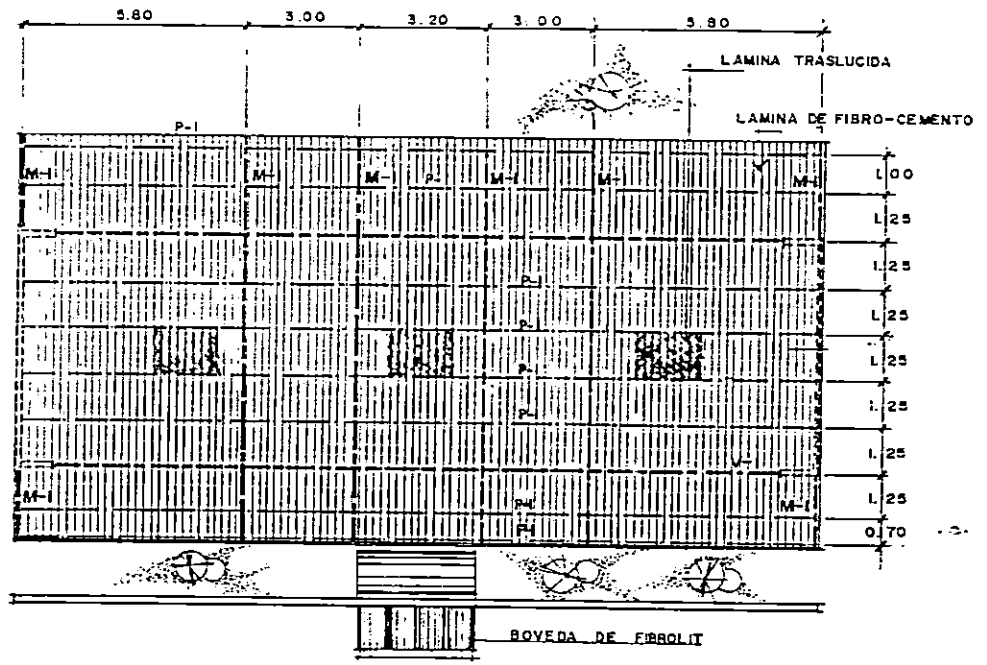 5.80 3.00 3.20 3.00 5.80
LAMINA TRASLUCIDA
LAMINA DE FIBRO-CEMENTO
P-1
M-1 M-1 M-1 P- M-1 M- M-1
1.00
1.25
1.25
P-1
1.25
P-1
1.25
P-1
1.25
P-1
1.25
M-1 P-1 M-1
1.25
P-1
0.70
BOVEDA DE FIBROLIT